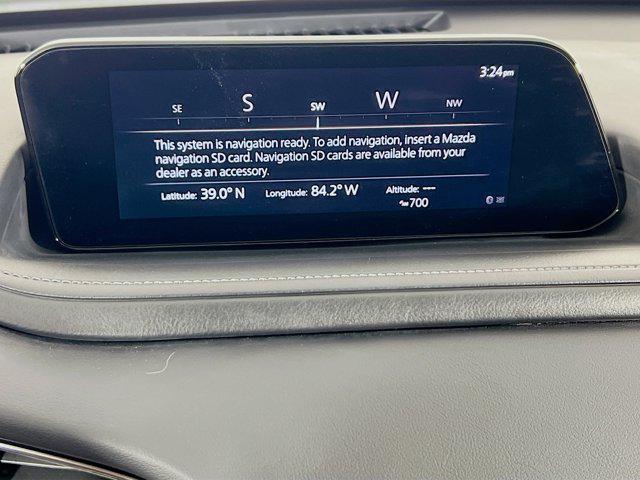 3:24pm
SE S SW W NW
This system is navigation ready. To add navigation, insert a Mazda
navigation SD card. Navigation SD cards are available from your
dealer as an accessory.
Latitude: 39.0° N Longitude: 84.2° W Altitude: ---
700